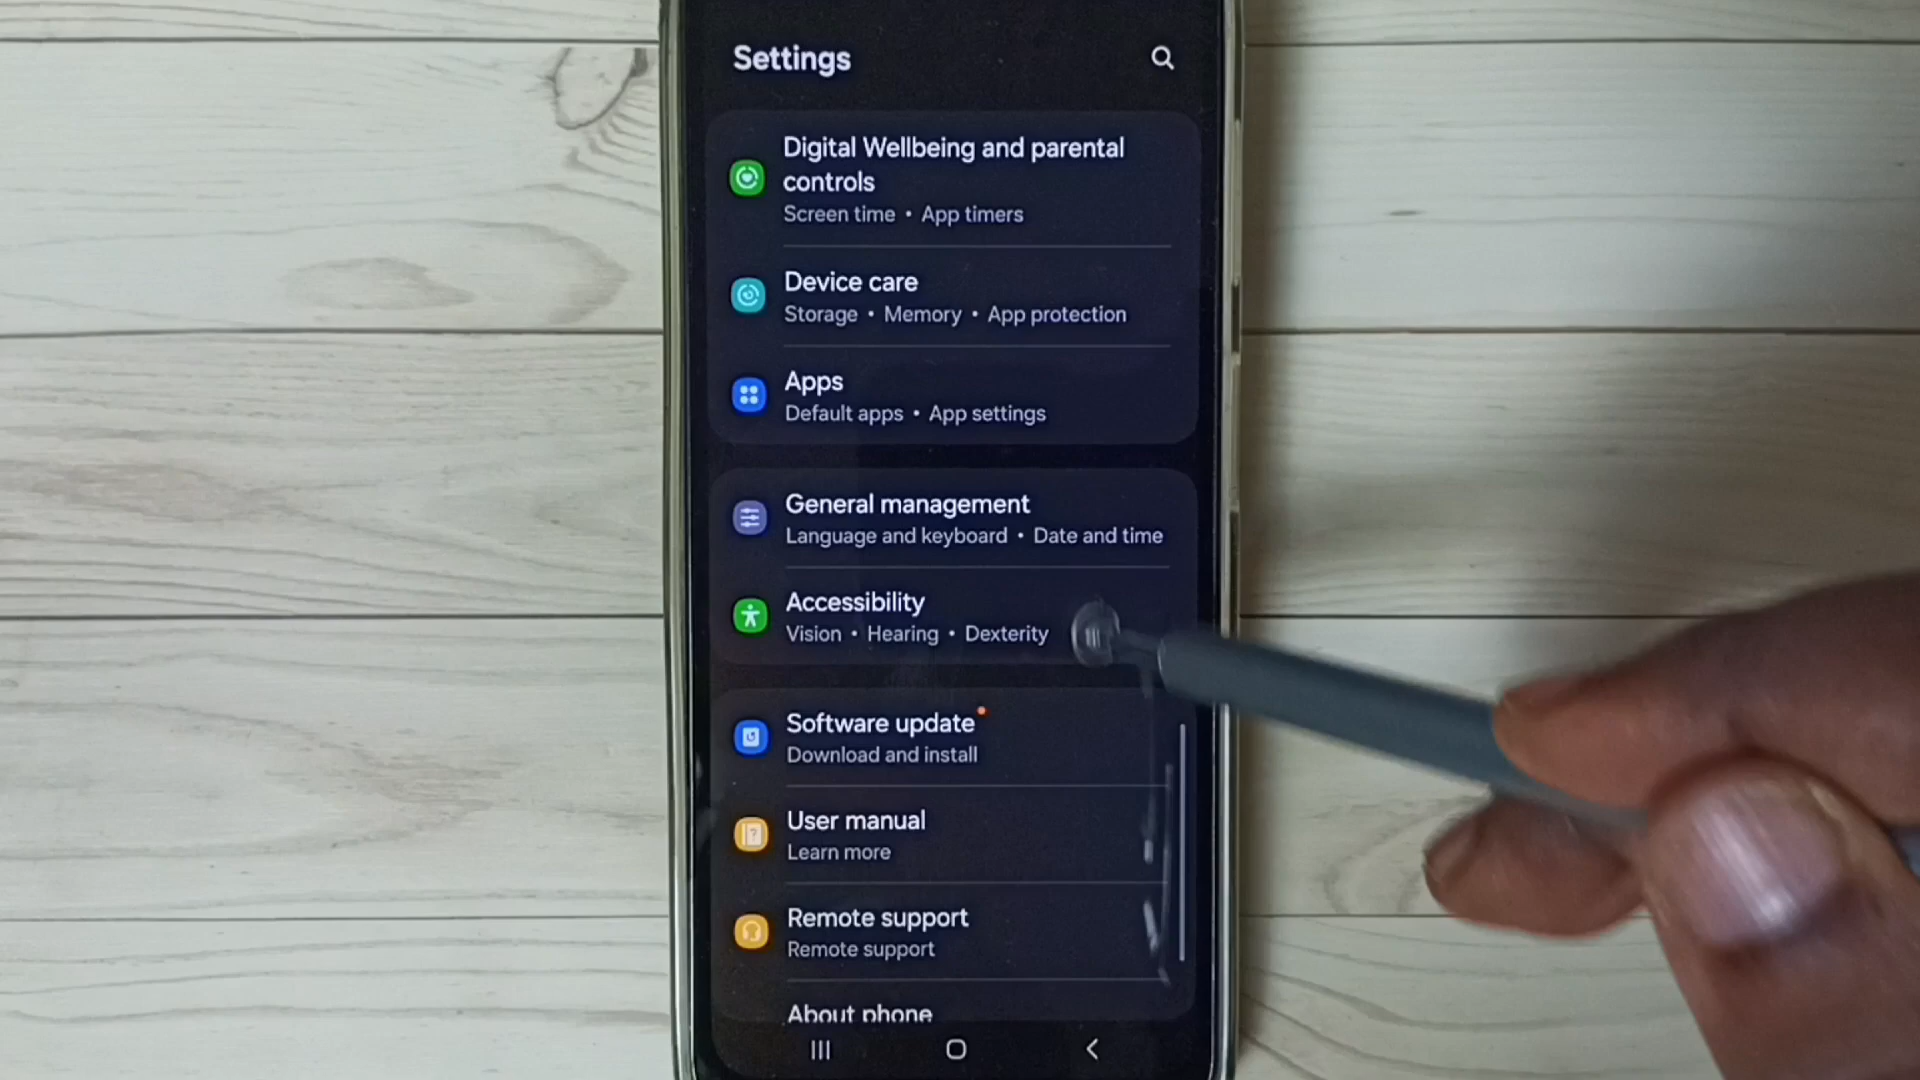 Settings
Digital Wellbeing and parental
controls
Screen time • App timers
Device care
Storage • Memory • App protection
Apps
Default apps • App settings
General management
Language and keyboard • Date and time
Accessibility
Vision • Hearing • Dexterity
Software update
Download and install
User manual
Learn more
Remote support
Remote support
About phone